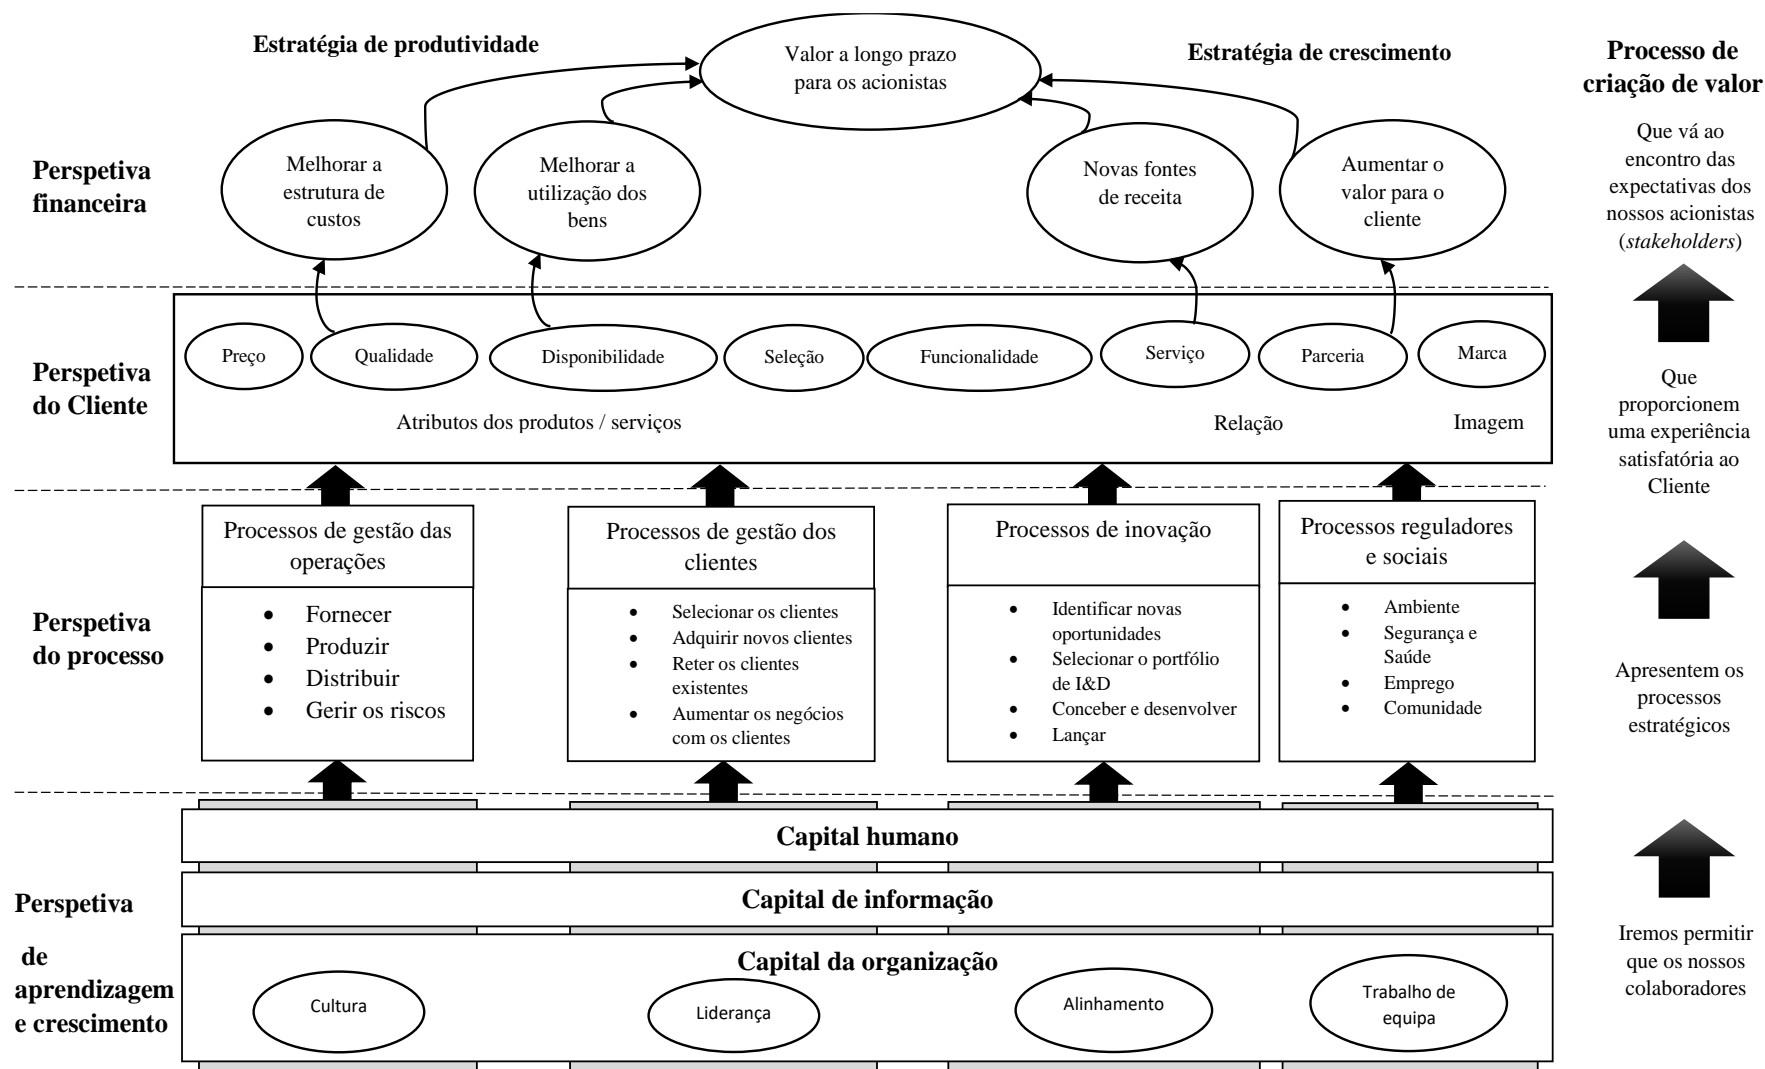 Estratégia de produtividade
Valor a longo prazo
para os acionistas
Estratégia de crescimento
Processo de
criação de valor
Perspetiva
financeira
Melhorar a
estrutura de
custos
Melhorar a
utilização dos
bens
Novas fontes
de receita
Aumentar o
valor para o
cliente
Que vá ao
encontro das
expectativas dos
nossos acionistas
(stakeholders)
Perspetiva
do Cliente
Preço
Qualidade
Disponibilidade
Seleção
Funcionalidade
Serviço
Parceria
Marca
Atributos dos produtos / serviços
Relação
Imagem
Que
proporcionem
uma experiência
satisfatória ao
Cliente
Perspetiva
do processo
Processos de gestão das
operações
• Fornecer
• Produzir
• Distribuir
• Gerir os riscos
Processos de gestão dos
clientes
• Selecionar os clientes
• Adquirir novos clientes
• Reter os clientes
existentes
• Aumentar os negócios
com os clientes
Processos de inovação
• Identificar novas
oportunidades
• Selecionar o portfólio
de I&D
• Conceber e desenvolver
• Lançar
Processos reguladores
e sociais
• Ambiente
• Segurança e
Saúde
• Emprego
• Comunidade
Apresentem os
processos
estratégicos
Perspetiva
de
aprendizagem
e crescimento
Capital humano
Capital de informação
Capital da organização
Cultura
Liderança
Alinhamento
Trabalho de
equipa
Iremos permitir
que os nossos
colaboradores